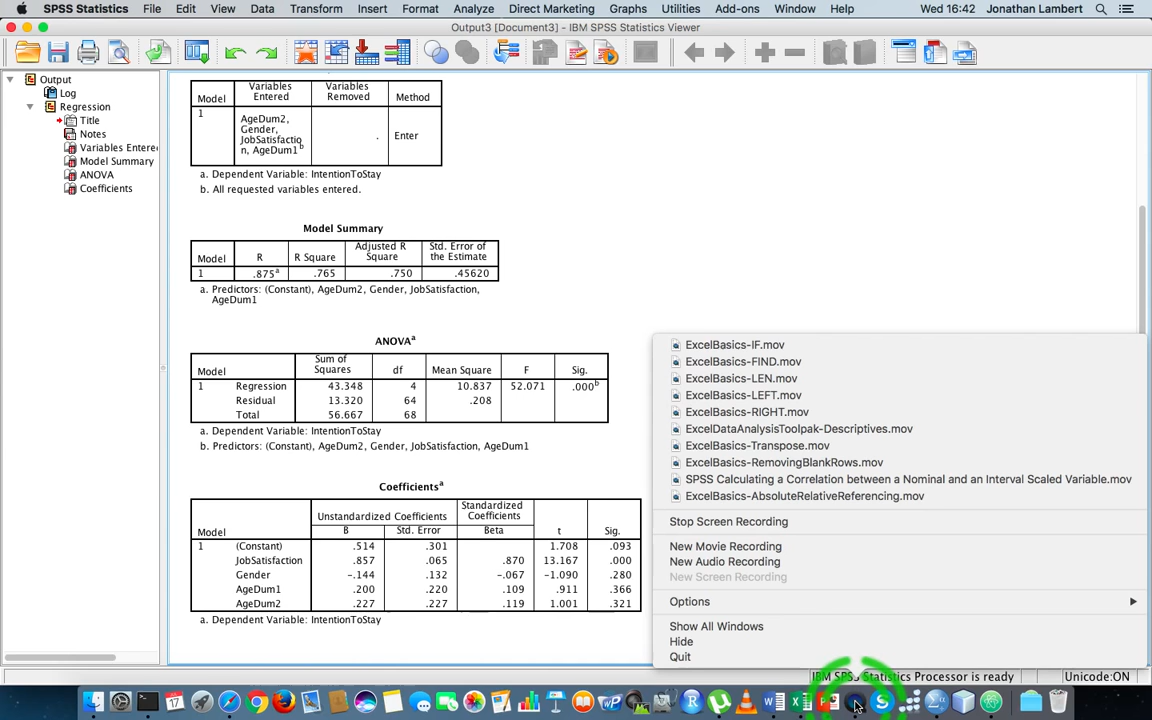 SPSS Statistics File Edit View Data Transform Insert Format Analyze Direct Marketing Graphs Utilities Add-ons Window Help Wed 16:42 Jonathan Lambert
Output3 [Document3] - IBM SPSS Statistics Viewer
Output
Log
Regression
Title
Notes
Variables Entere
Model Summary
ANOVA
Coefficients
Model Variables Entered Variables Removed Method
1 AgeDum2, . Enter
Gender,
JobSatisfactio
n, AgeDum1b
a. Dependent Variable: IntentionToStay
b. All requested variables entered.
Model Summary
Model R R Square Adjusted R Square Std. Error of the Estimate
1 .875a .765 .750 .45620
a. Predictors: (Constant), AgeDum2, Gender, JobSatisfaction,
AgeDum1
ANOVAa
Model Sum of Squares df Mean Square F Sig.
1 Regression 43.348 4 10.837 52.071 .000b
Residual 13.320 64 .208
Total 56.667 68
a. Dependent Variable: IntentionToStay
b. Predictors: (Constant), AgeDum2, Gender, JobSatisfaction, AgeDum1
Coefficientsa
Unstandardized Coefficients Standardized Coefficients
Model B Std. Error Beta t Sig.
1 (Constant) .514 .301 1.708 .093
JobSatisfaction .857 .065 .870 13.167 .000
Gender -.144 .132 -.067 -1.090 .280
AgeDum1 .200 .220 .109 .911 .366
AgeDum2 .227 .227 .119 1.001 .321
a. Dependent Variable: IntentionToStay
ExcelBasics-IF.mov
ExcelBasics-FIND.mov
ExcelBasics-LEN.mov
ExcelBasics-LEFT.mov
ExcelBasics-RIGHT.mov
ExcelDataAnalysisToolpak-Descriptives.mov
ExcelBasics-Transpose.mov
ExcelBasics-RemovingBlankRows.mov
SPSS Calculating a Correlation between a Nominal and an Interval Scaled Variable.mov
ExcelBasics-AbsoluteRelativeReferencing.mov
Stop Screen Recording
New Movie Recording
New Audio Recording
New Screen Recording
Options
Show All Windows
Hide
Quit
IBM SPSS Statistics Processor is ready Unicode:ON